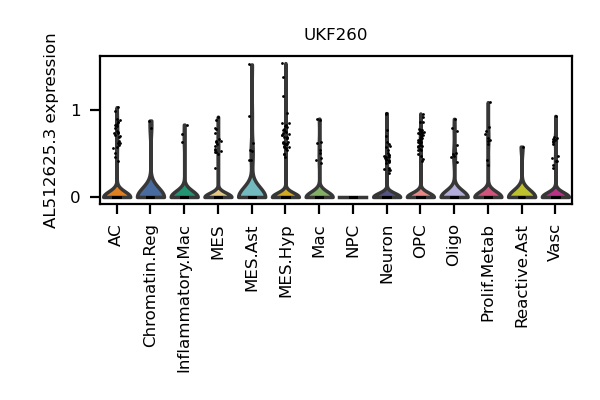 UKF260
AL512625.3 expression
1
0
AC
Chromatin.Reg
Inflammatory.Mac
MES
MES.Ast
MES.Hyp
Mac
NPC
Neuron
OPC
Oligo
Prolif.Metab
Reactive.Ast
Vasc